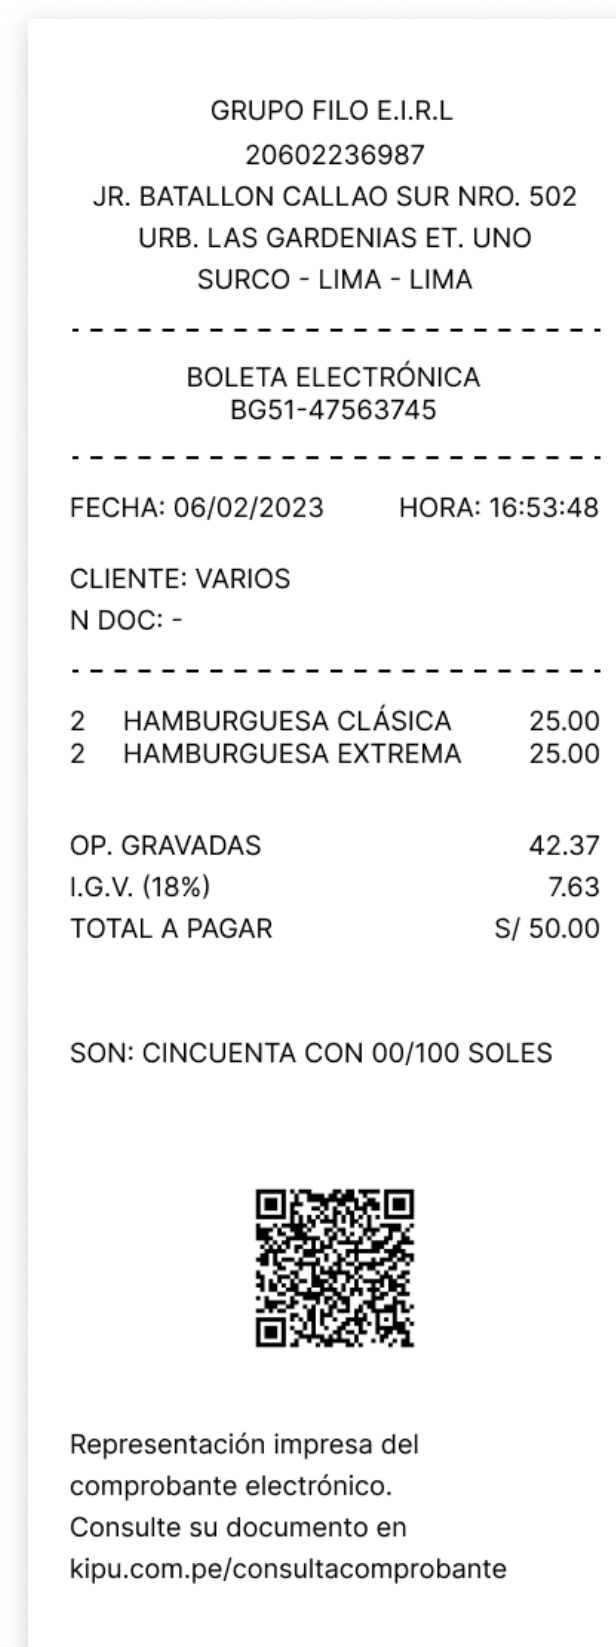 GRUPO FILO E.I.R.L
20602236987
JR. BATALLON CALLAO SUR NRO. 502
URB. LAS GARDENIAS ET. UNO
SURCO - LIMA - LIMA
BOLETA ELECTRÓNICA
BG51-47563745
FECHA: 06/02/2023 HORA: 16:53:48
CLIENTE: VARIOS
N DOC: -
2 HAMBURGUESA CLÁSICA 25.00
2 HAMBURGUESA EXTREMA 25.00
OP. GRAVADAS 42.37
I.G.V. (18%) 7.63
TOTAL A PAGAR S/ 50.00
SON: CINCUENTA CON 00/100 SOLES
Representación impresa del
comprobante electrónico.
Consulte su documento en
kipu.com.pe/consultacomprobante